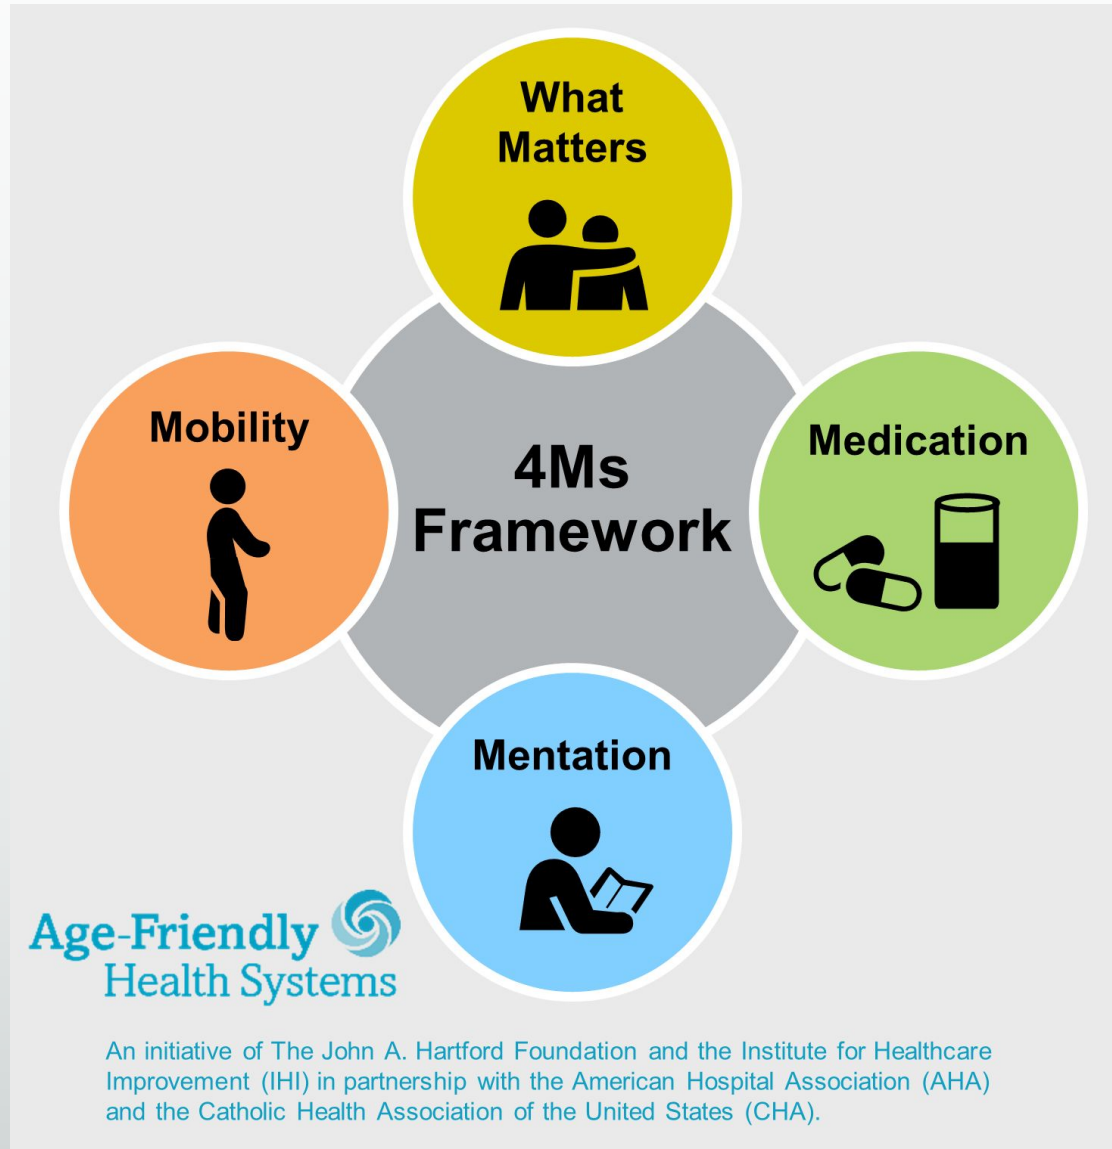 What
Matters
Mobility
Medication
4Ms
Framework
Mentation
Age-Friendly
Health Systems
An initiative of The John A. Hartford Foundation and the Institute for Healthcare
Improvement (IHI) in partnership with the American Hospital Association (AHA)
and the Catholic Health Association of the United States (CHA).